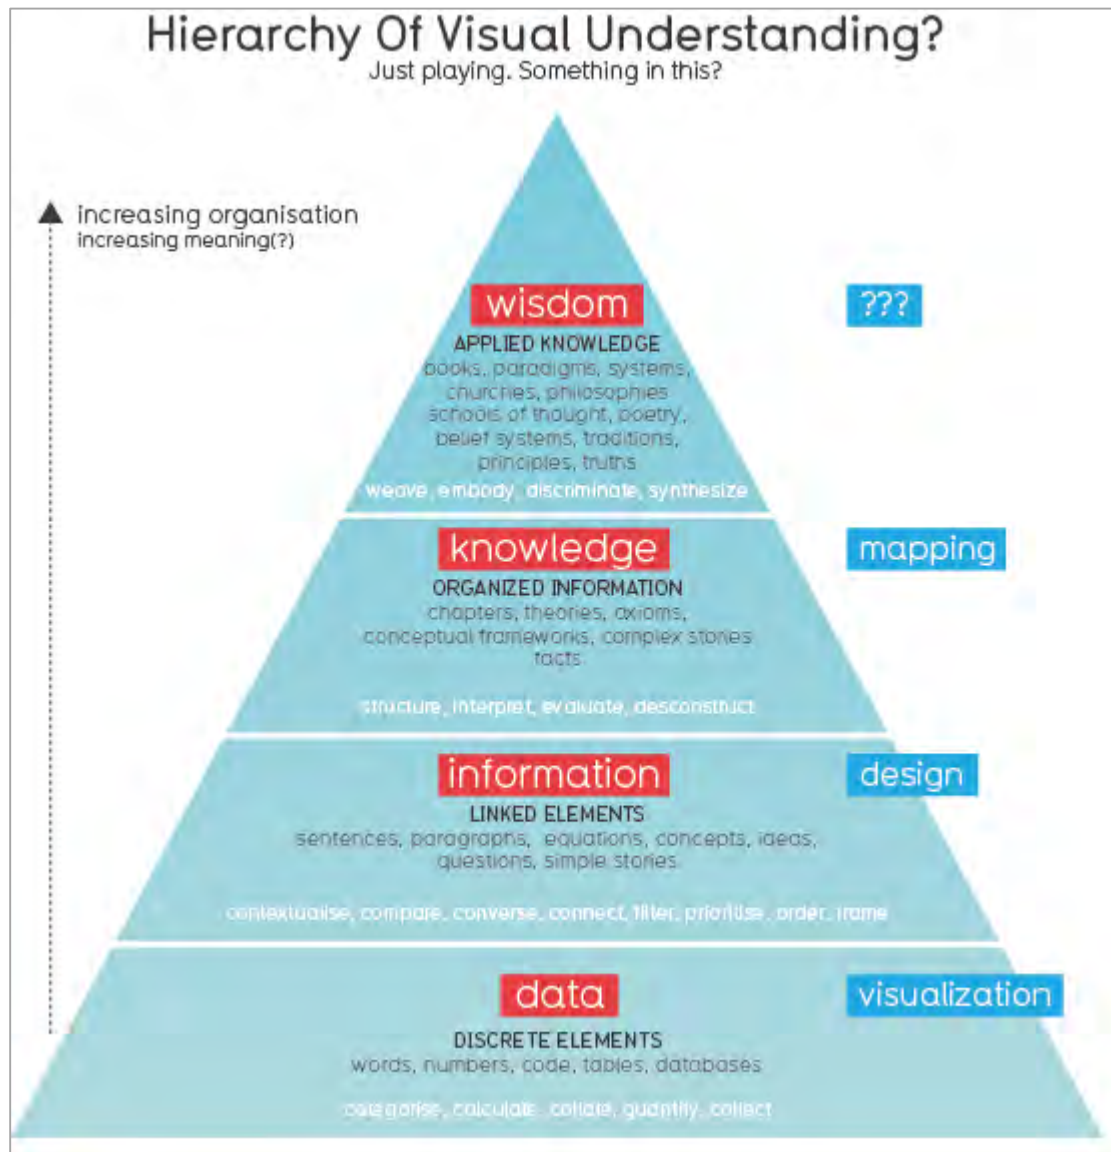 Hierarchy Of Visual Understanding?
Just playing. Something in this?
increasing organisation
increasing meaning(?)
wisdom
???
APPLIED KNOWLEDGE
books, paradigms, systems,
churches, philosophies
schools of thought, poetry,
belief systems, traditions,
principles, truths
weave, embody, discriminate, synthesize
knowledge
mapping
ORGANIZED INFORMATION
chapters, theories, axioms,
conceptual frameworks, complex stories
facts
structure, interpret, evaluate, desconstruct
information
design
LINKED ELEMENTS
sentences, paragraphs, equations, concepts, ideas,
questions, simple stories
contextualise, compare, converse, connect, filter, prioritise, order, frame
data
visualization
DISCRETE ELEMENTS
words, numbers, code, tables, databases
categorise, calculate, collate, quantify, collect